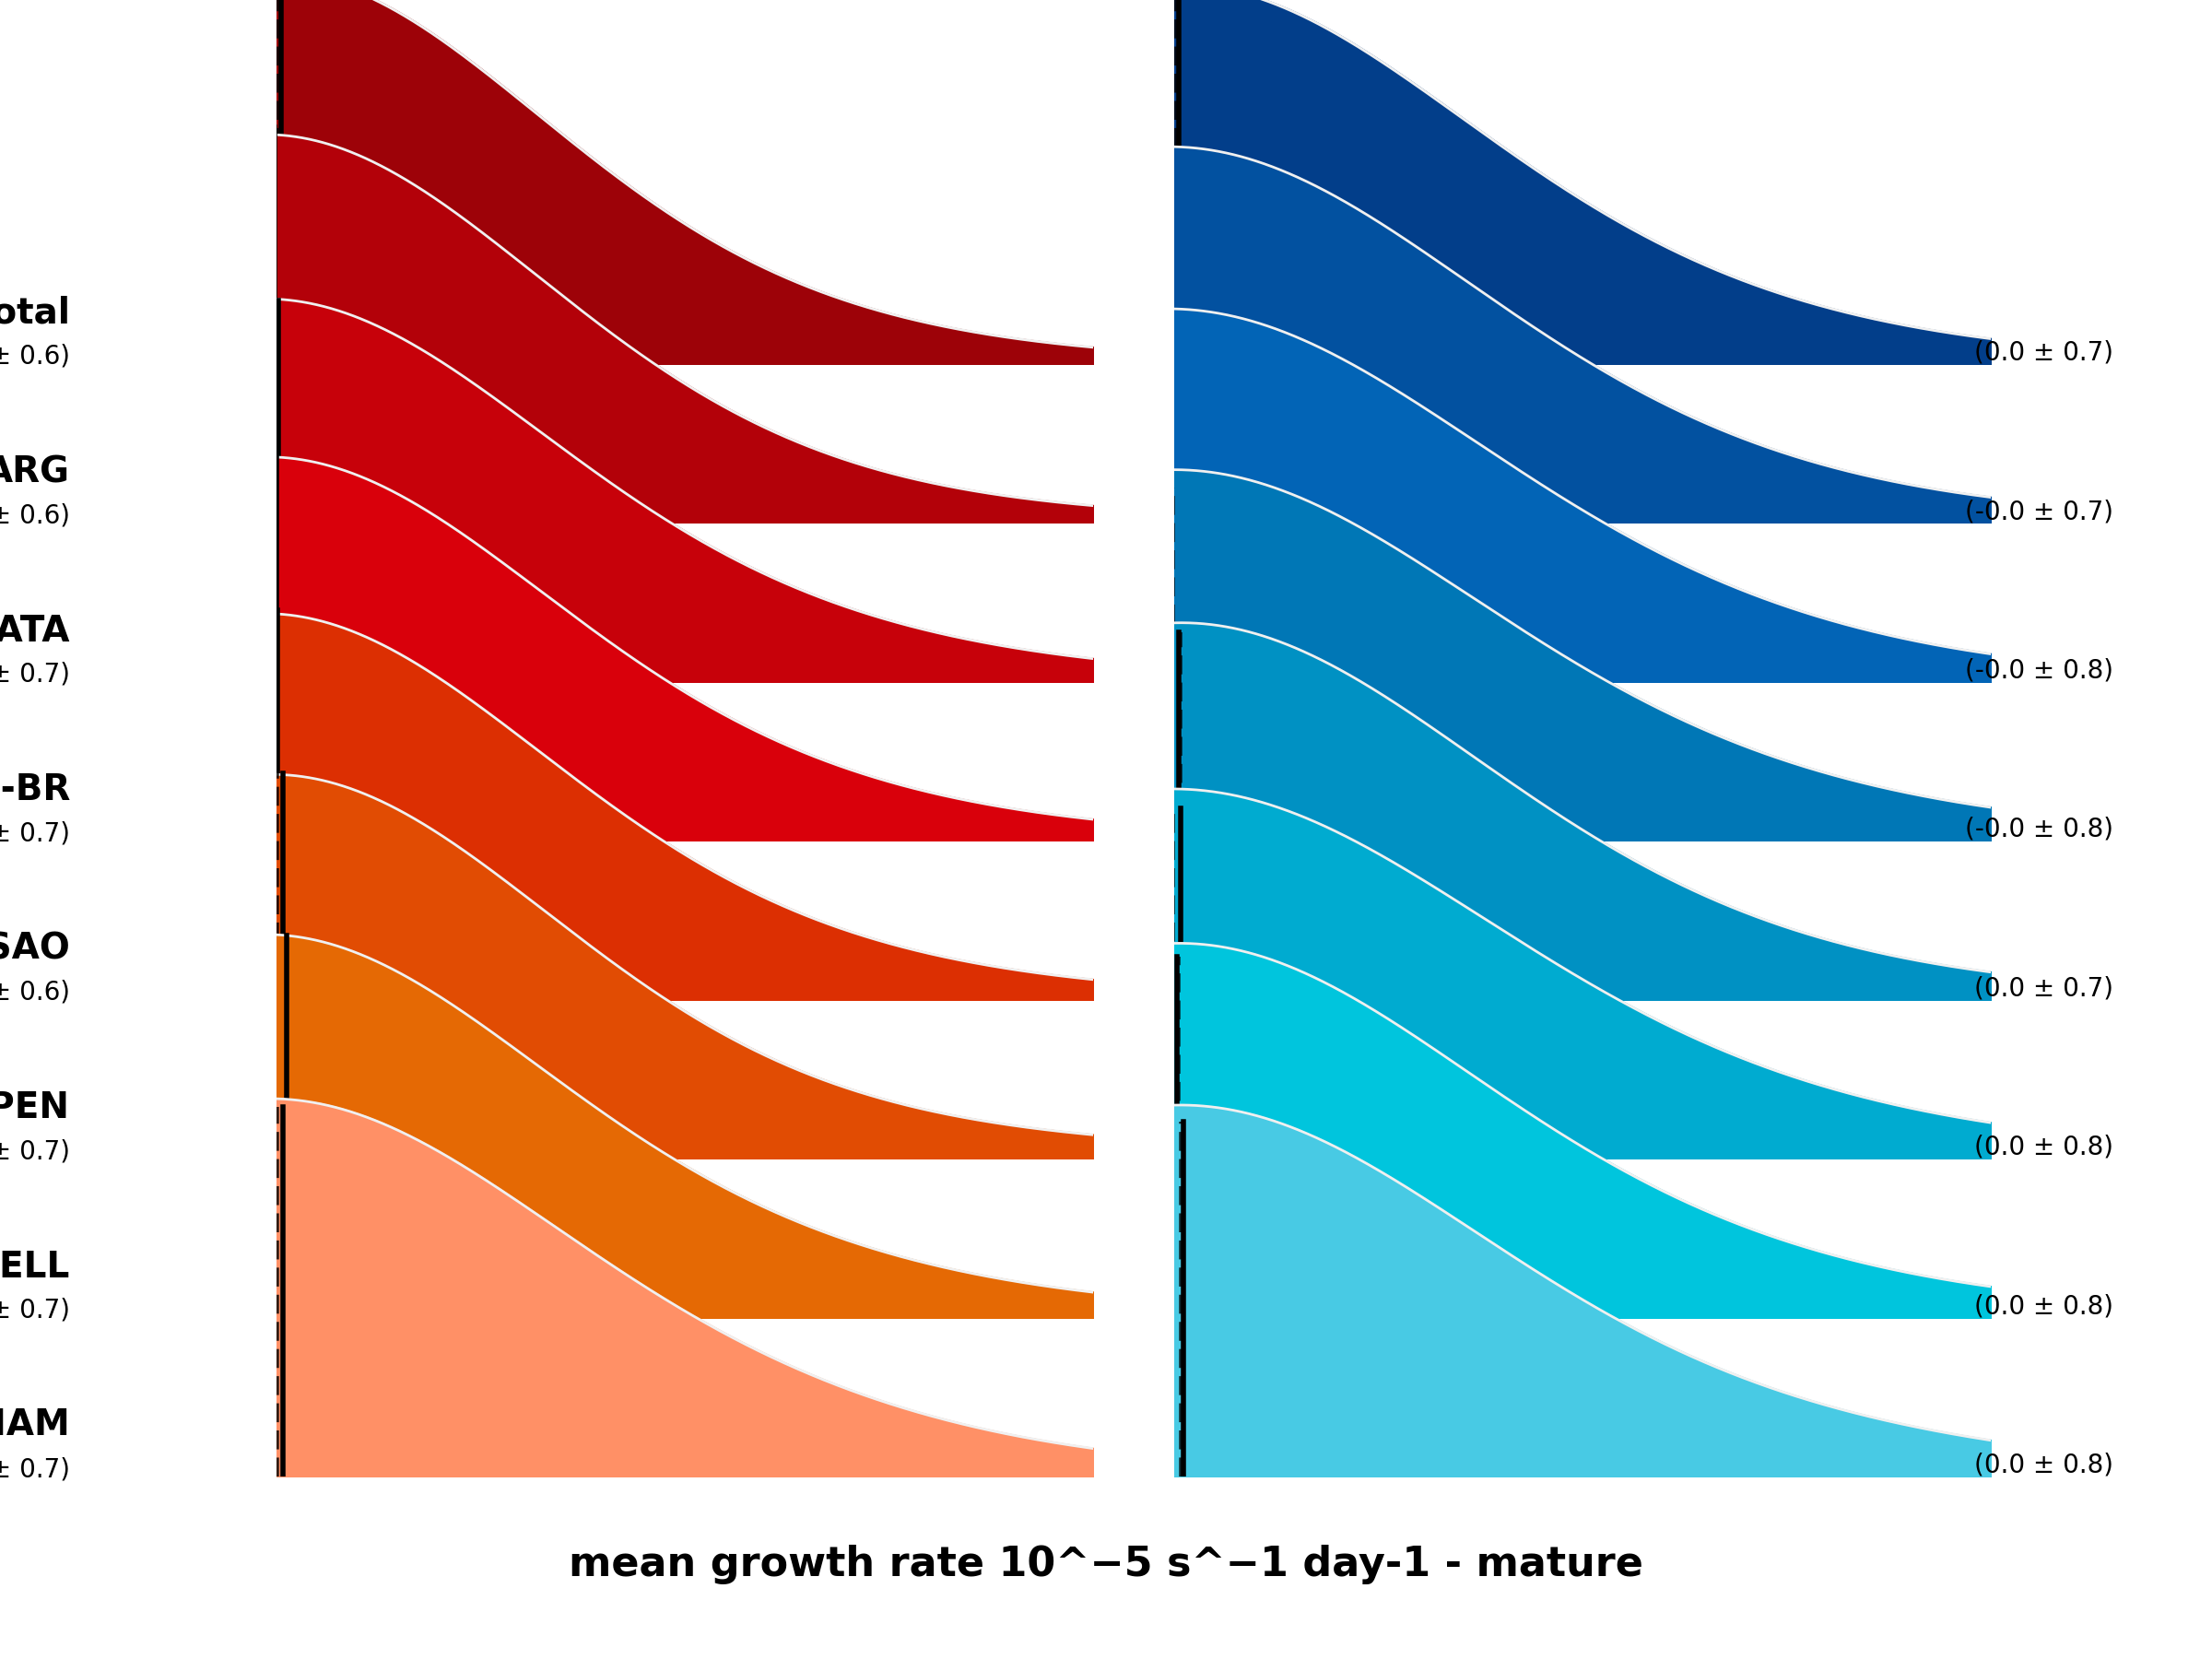 otal
± 0.6)
(0.0 ± 0.7)
ARG
± 0.6)
(-0.0 ± 0.7)
ATA
± 0.7)
(-0.0 ± 0.8)
-BR
± 0.7)
(-0.0 ± 0.8)
SAO
± 0.6)
(0.0 ± 0.7)
PEN
± 0.7)
(0.0 ± 0.8)
ELL
± 0.7)
(0.0 ± 0.8)
IAM
± 0.7)
(0.0 ± 0.8)
mean growth rate 10^−5 s^−1 day-1 - mature